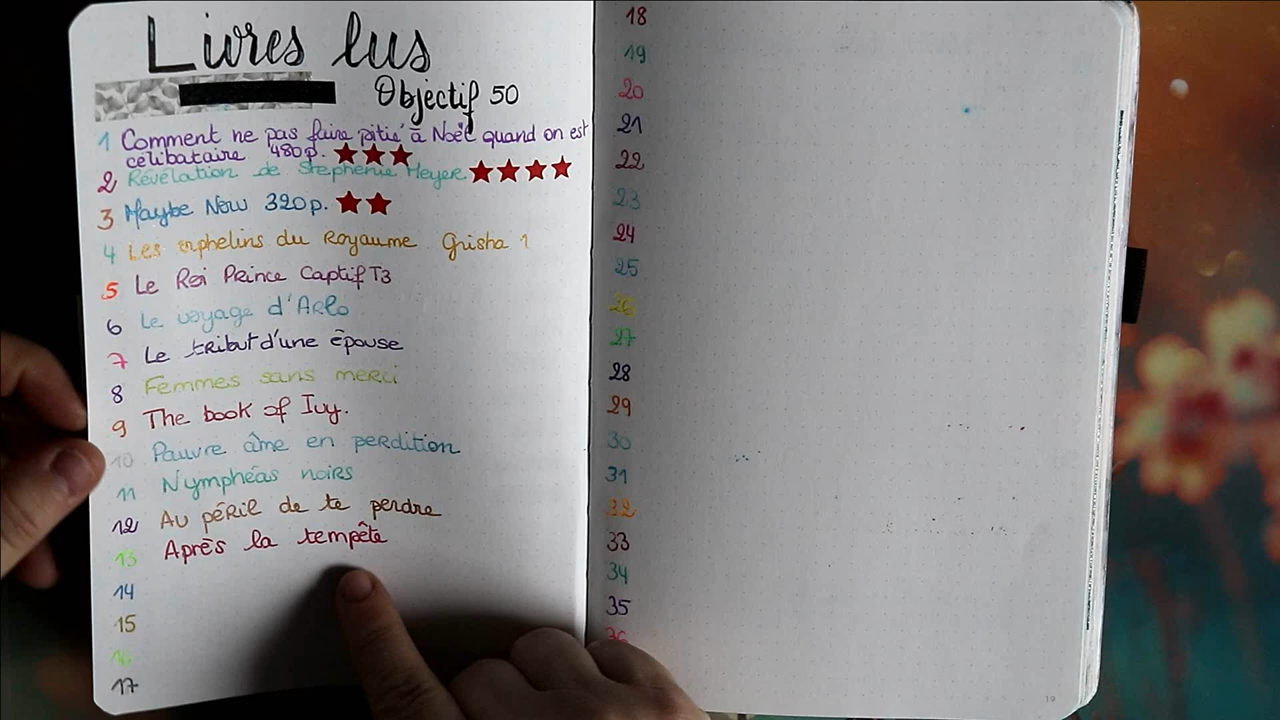 Livres lus
Objectif 50
1 Comment ne pas faire pitié à Noël quand on est
célibataire 480p.
2 Révélation de Stephenie Meyer
3 Maybe Now 320p.
4 Les orphelins du Royaume Grisha 1
5 Le Roi Prince Captif T3
6 Le voyage d'Arlo
7 Le tribut d'une épouse
8 Femmes sans merci
9 The book of Ivy.
10 Pauvre âme en perdition
11 Nymphéas noirs
12 Au péril de te perdre
13 Après la tempête
14
15
16
17
18
19
20
21
22
23
24
25
26
27
28
29
30
31
32
33
34
35
36
19